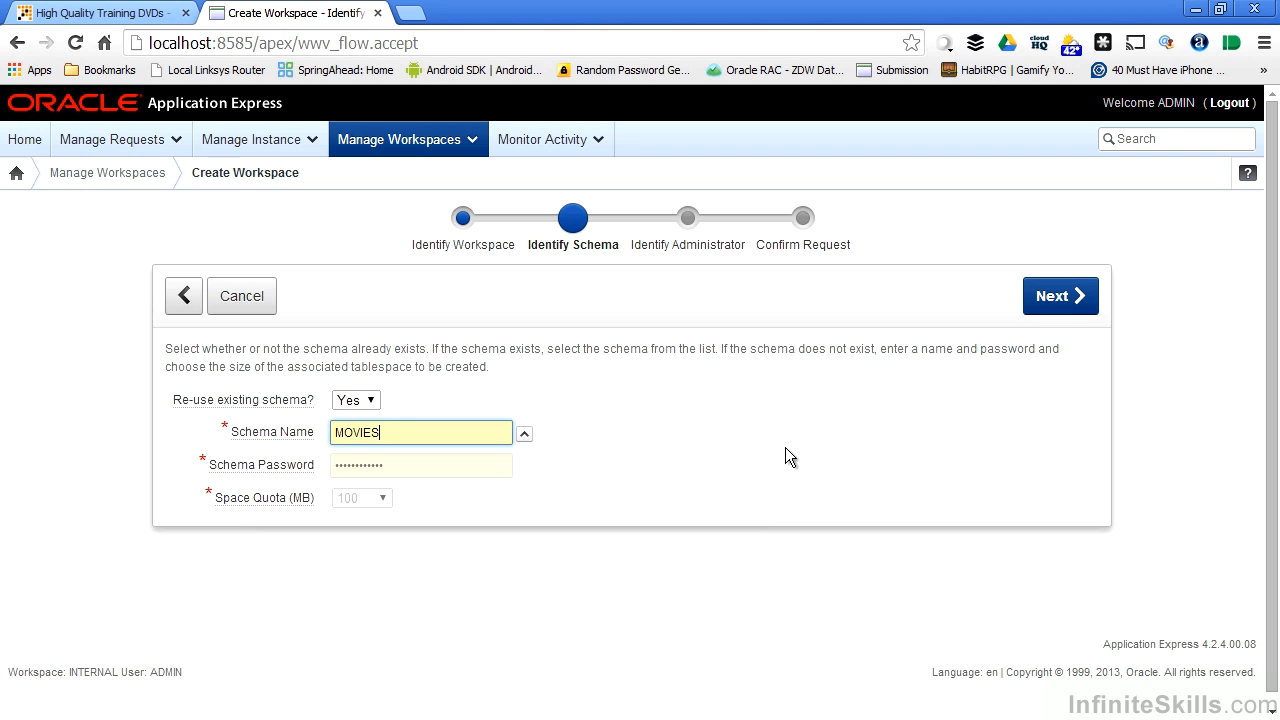 High Quality Training DVDs -
Create Workspace - Identify
localhost:8585/apex/wwv_flow.accept
42°
cloud HQ
Apps Bookmarks Local Linksys Router SpringAhead: Home Android SDK | Android... Random Password Ge... Oracle RAC - ZDW Dat... Submission HabitRPG | Gamify Yo... 40 Must Have iPhone ... »
ORACLE Application Express
Welcome ADMIN ( Logout )
Home Manage Requests Manage Instance Manage Workspaces Monitor Activity Search
Manage Workspaces Create Workspace ?
Identify Workspace Identify Schema Identify Administrator Confirm Request
Cancel Next
Select whether or not the schema already exists. If the schema exists, select the schema from the list. If the schema does not exist, enter a name and password and
choose the size of the associated tablespace to be created.
Re-use existing schema? Yes
* Schema Name MOVIES
* Schema Password ••••••••••••
* Space Quota (MB) 100
Application Express 4.2.4.00.08
Workspace: INTERNAL User: ADMIN
Language: en | Copyright © 1999, 2013, Oracle. All rights reserved.
InfiniteSkills.com